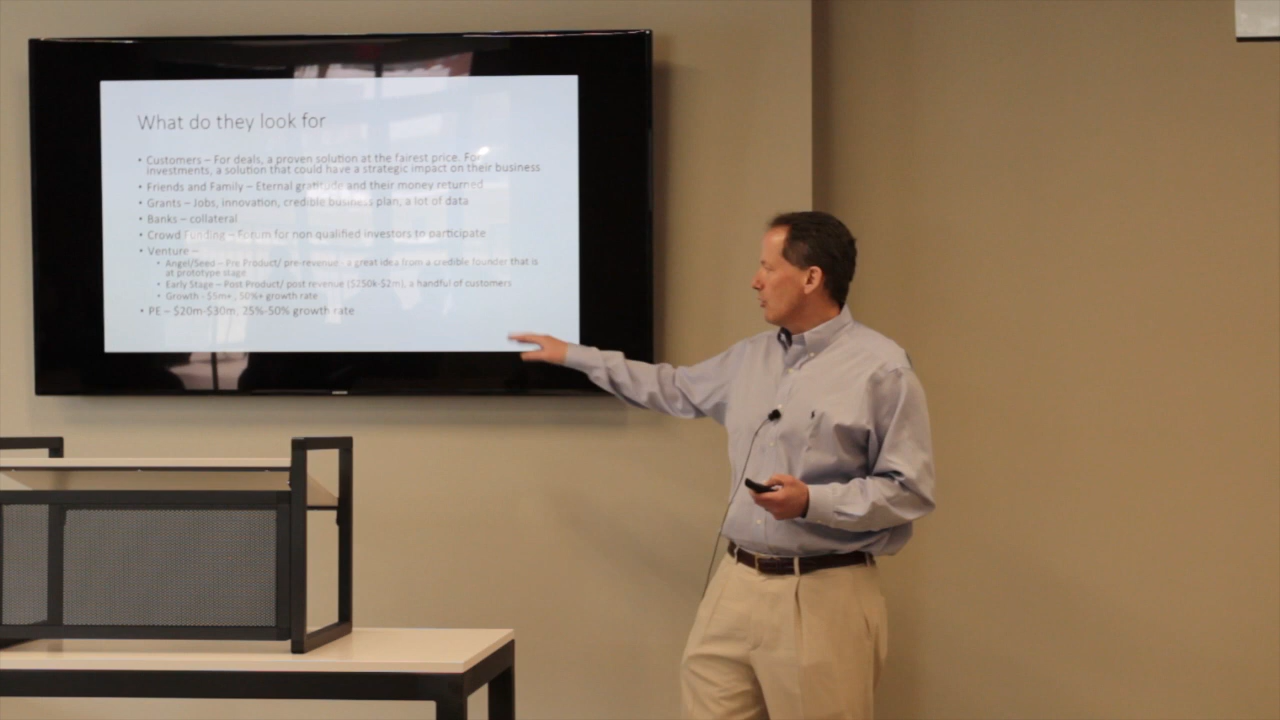 What do they look for
• Customers – For deals, a proven solution at the fairest price. For
investments, a solution that could have a strategic impact on their business
• Friends and Family – Eternal gratitude and their money returned
• Grants – Jobs, innovation, credible business plan, a lot of data
• Banks – collateral
• Crowd Funding – Forum for non qualified investors to participate
• Venture –
• Angel/Seed – Pre Product/ pre-revenue - a great idea from a credible founder that is
at prototype stage
• Early Stage – Post Product/ post revenue ($250k-$2m), a handful of customers
• Growth - $5m+, 50%+ growth rate
• PE – $20m-$30m, 25%-50% growth rate